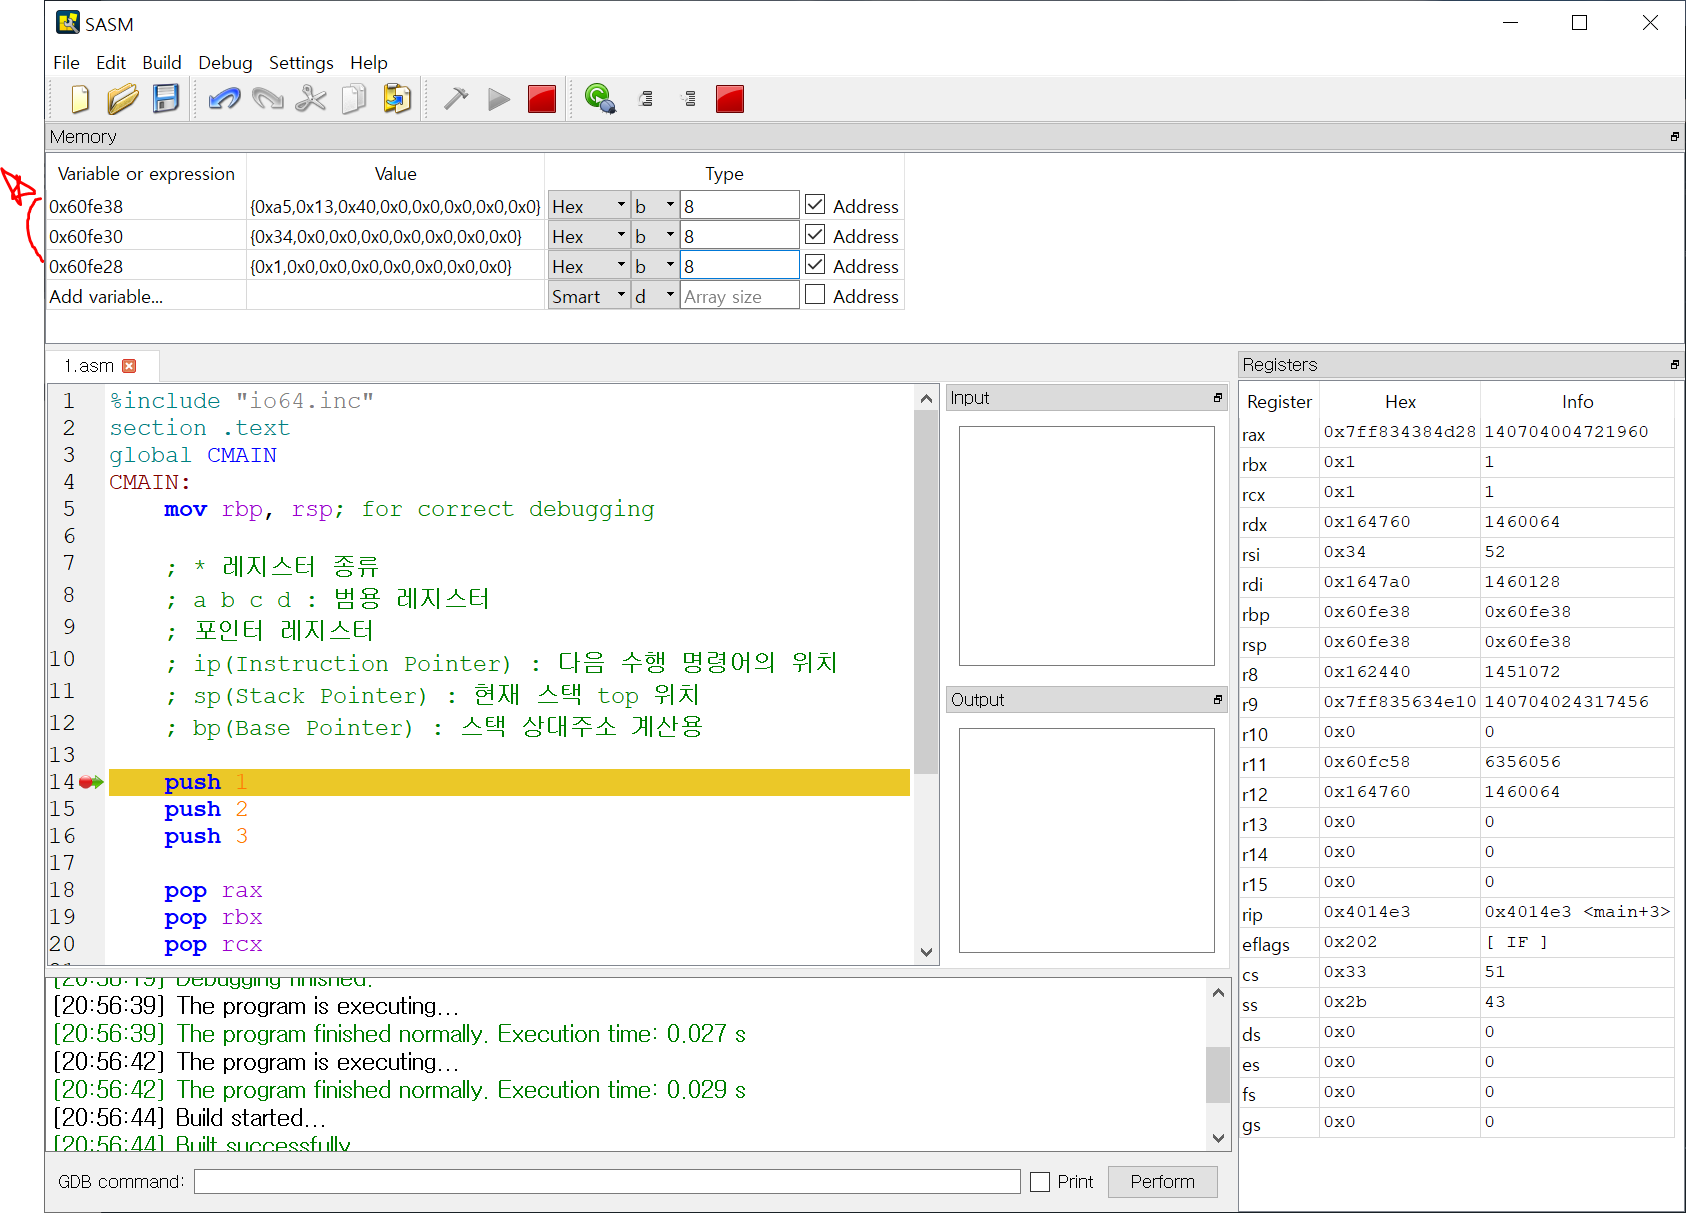 SASM
File Edit Build Debug Settings Help
Memory
Variable or expression Value Type
0x60fe38 {0xa5,0x13,0x40,0x0,0x0,0x0,0x0,0x0} Hex b 8 Address
0x60fe30 {0x34,0x0,0x0,0x0,0x0,0x0,0x0,0x0} Hex b 8 Address
0x60fe28 {0x1,0x0,0x0,0x0,0x0,0x0,0x0,0x0} Hex b 8 Address
Add variable... Smart d Array size Address
1.asm
1 %include "io64.inc"
2 section .text
3 global CMAIN
4 CMAIN:
5 mov rbp, rsp; for correct debugging
6
7 ; * 레지스터 종류
8 ; a b c d : 범용 레지스터
9 ; 포인터 레지스터
10 ; ip(Instruction Pointer) : 다음 수행 명령어의 위치
11 ; sp(Stack Pointer) : 현재 스택 top 위치
12 ; bp(Base Pointer) : 스택 상대주소 계산용
13
14 push 1
15 push 2
16 push 3
17
18 pop rax
19 pop rbx
20 pop rcx
Input
Output
Registers
Register Hex Info
rax 0x7ff834384d28 140704004721960
rbx 0x1 1
rcx 0x1 1
rdx 0x164760 1460064
rsi 0x34 52
rdi 0x1647a0 1460128
rbp 0x60fe38 0x60fe38
rsp 0x60fe38 0x60fe38
r8 0x162440 1451072
r9 0x7ff835634e10 140704024317456
r10 0x0 0
r11 0x60fc58 6356056
r12 0x164760 1460064
r13 0x0 0
r14 0x0 0
r15 0x0 0
rip 0x4014e3 0x4014e3 <main+3>
eflags 0x202 [ IF ]
cs 0x33 51
ss 0x2b 43
ds 0x0 0
es 0x0 0
fs 0x0 0
gs 0x0 0
[20:56:19] Debugging finished.
[20:56:39] The program is executing...
[20:56:39] The program finished normally. Execution time: 0.027 s
[20:56:42] The program is executing...
[20:56:42] The program finished normally. Execution time: 0.029 s
[20:56:44] Build started...
[20:56:44] Built successfully
GDB command: Print Perform